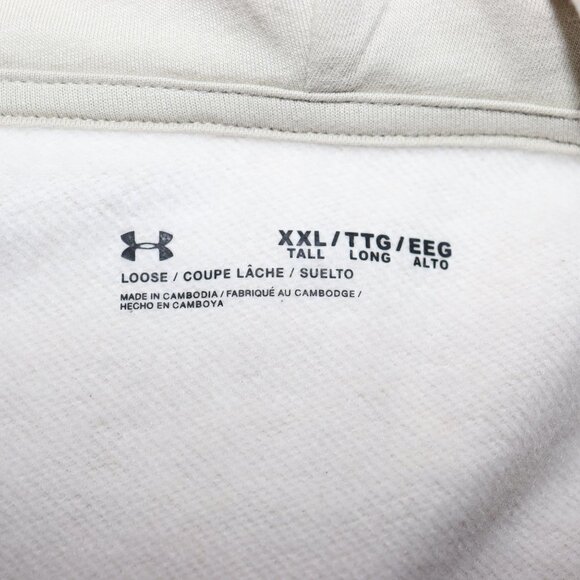 XXL/TTG/EEG
TALL LONG ALTO
LOOSE / COUPE LÂCHE / SUELTO
MADE IN CAMBODIA / FABRIQUÉ AU CAMBODGE /
HECHO EN CAMBOYA